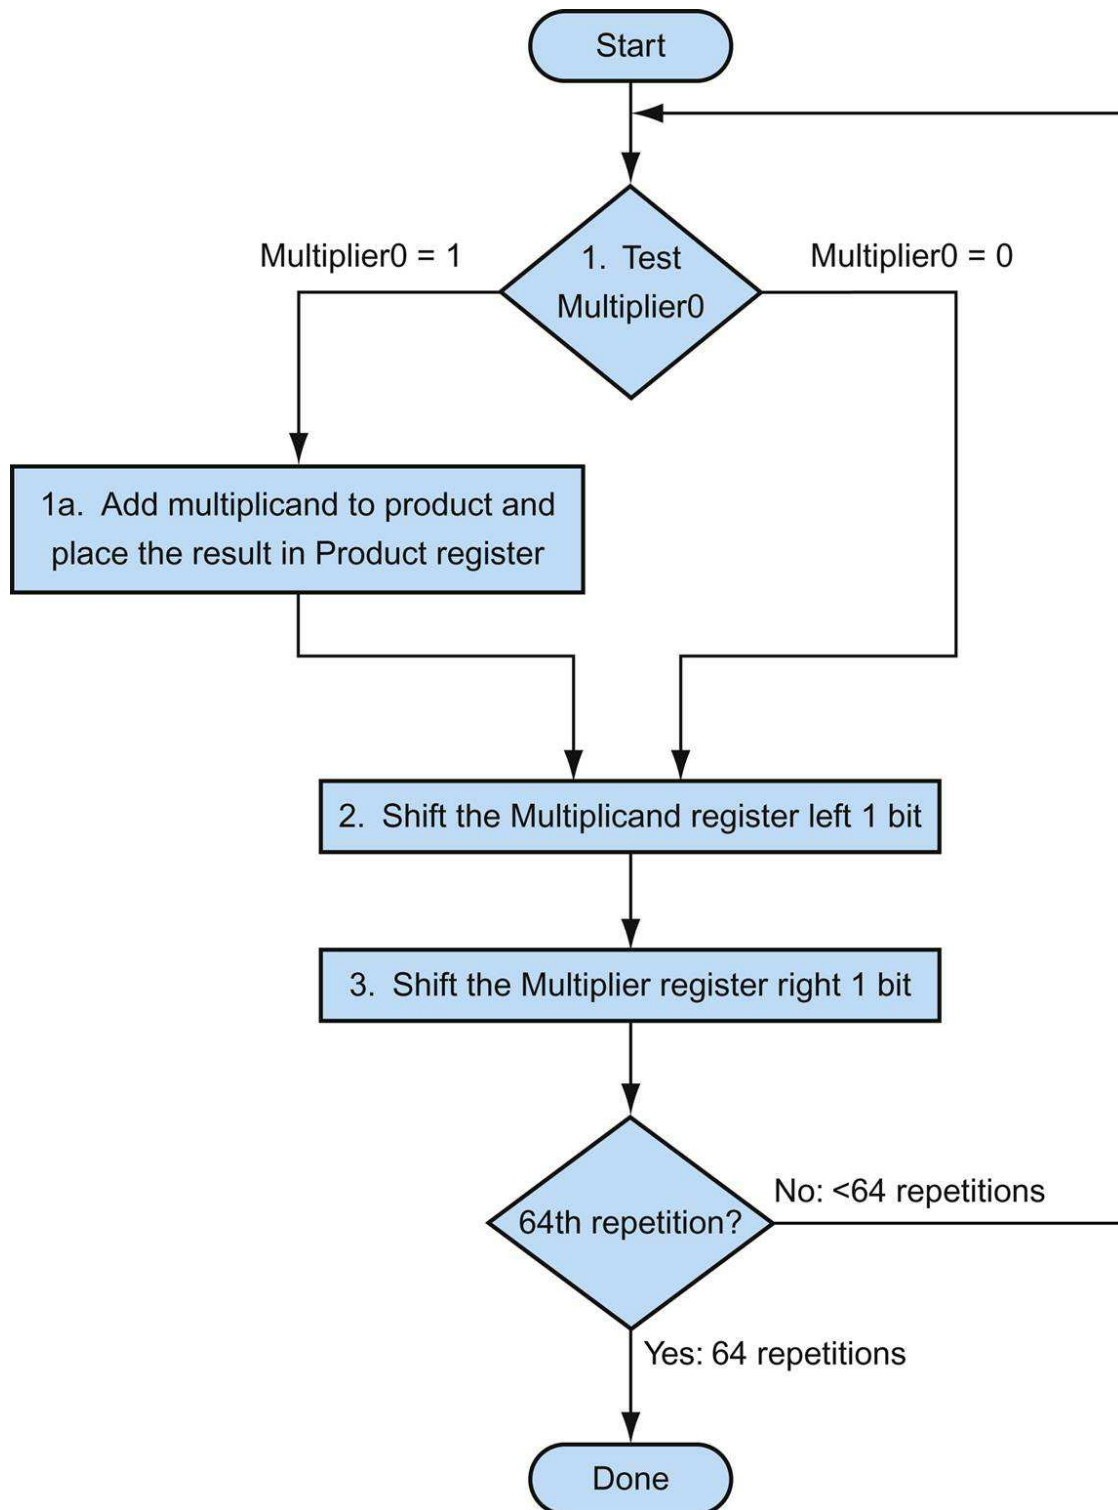 Start
Multiplier0 = 1
1. Test
Multiplier0
Multiplier0 = 0
1a. Add multiplicand to product and
place the result in Product register
2. Shift the Multiplicand register left 1 bit
3. Shift the Multiplier register right 1 bit
64th repetition?
No: <64 repetitions
Yes: 64 repetitions
Done